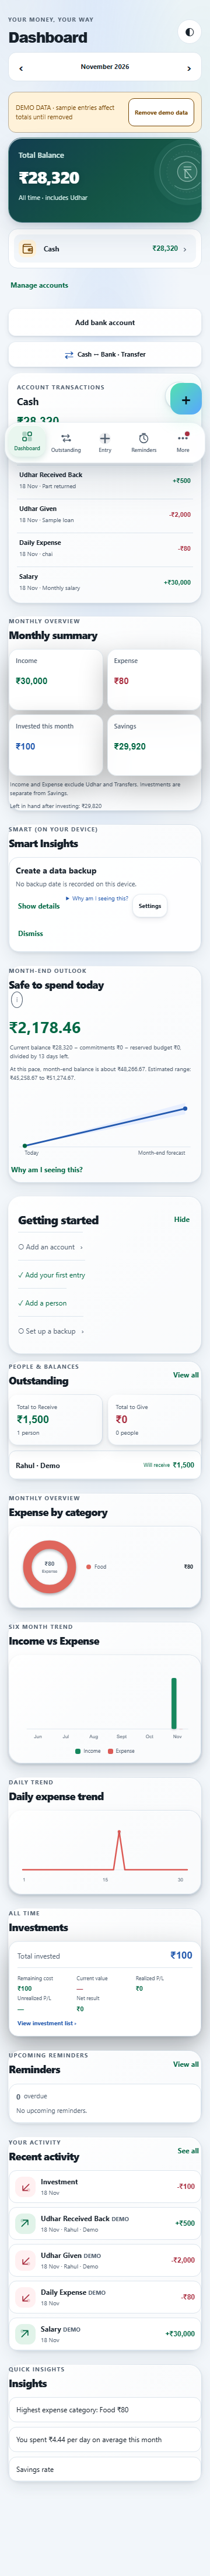 YOUR MONEY, YOUR WAY
Dashboard
‹ November 2026 ›
DEMO DATA - sample entries affect totals until removed
Remove demo data
Total Balance
₹28,320
All time · includes Udhar
Cash ₹28,320 ›
Manage accounts
Add bank account
Cash ↔ Bank · Transfer
ACCOUNT TRANSACTIONS
Cash
₹28,320
+
Dashboard
Outstanding
Entry
Reminders
More
Udhar Received Back +₹500
18 Nov · Part returned
Udhar Given -₹2,000
18 Nov · Sample loan
Daily Expense -₹80
18 Nov · chai
Salary +₹30,000
18 Nov · Monthly salary
MONTHLY OVERVIEW
Monthly summary
Income Expense
₹30,000 ₹80
Invested this month Savings
₹100 ₹29,920
Income and Expense exclude Udhar and Transfers. Investments are
separate from Savings.
Left in hand after investing: ₹29,820
SMART (ON YOUR DEVICE)
Smart Insights
Create a data backup
No backup date is recorded on this device.
Show details ▶ Why am I seeing this? Settings
Dismiss
MONTH-END OUTLOOK
Safe to spend today
i
₹2,178.46
Current balance ₹28,320 − commitments ₹0 − reserved budget ₹0,
divided by 13 days left.
At this pace, month-end balance is about ₹48,266.67. Estimated range:
₹45,258.67 to ₹51,274.67.
Today Month-end forecast
Why am I seeing this?
Getting started Hide
○ Add an account ›
✓ Add your first entry
✓ Add a person
○ Set up a backup ›
PEOPLE & BALANCES
Outstanding View all
Total to Receive Total to Give
₹1,500 ₹0
1 person 0 people
Rahul · Demo Will receive ₹1,500
MONTHLY OVERVIEW
Expense by category
₹80
Expense
Food ₹80
SIX MONTH TREND
Income vs Expense
Jun Jul Aug Sept Oct Nov
Income Expense
DAILY TREND
Daily expense trend
1 15 30
ALL TIME
Investments
Total invested ₹100
Remaining cost Current value Realized P/L
₹100 — ₹0
Unrealized P/L Net result
— ₹0
View investment list ›
UPCOMING REMINDERS
Reminders View all
0 overdue
No upcoming reminders.
YOUR ACTIVITY
Recent activity See all
Investment -₹100
18 Nov
Udhar Received Back DEMO +₹500
18 Nov · Rahul · Demo
Udhar Given DEMO -₹2,000
18 Nov · Rahul · Demo
Daily Expense DEMO -₹80
18 Nov
Salary DEMO +₹30,000
18 Nov
QUICK INSIGHTS
Insights
Highest expense category: Food ₹80
You spent ₹4.44 per day on average this month
Savings rate